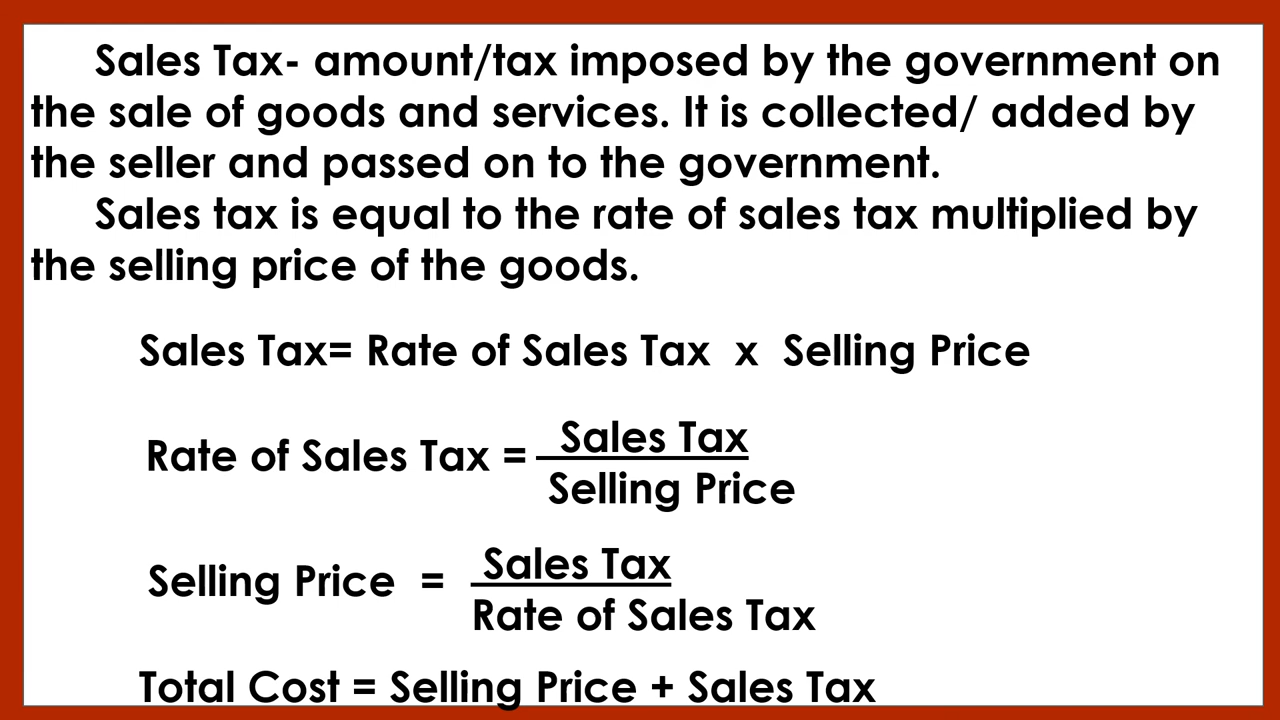 Sales Tax- amount/tax imposed by the government on
the sale of goods and services. It is collected/ added by
the seller and passed on to the government.
Sales tax is equal to the rate of sales tax multiplied by
the selling price of the goods.
Sales Tax= Rate of Sales Tax x Selling Price
Rate of Sales Tax = Sales Tax
Selling Price
Selling Price = Sales Tax
Rate of Sales Tax
Total Cost = Selling Price + Sales Tax